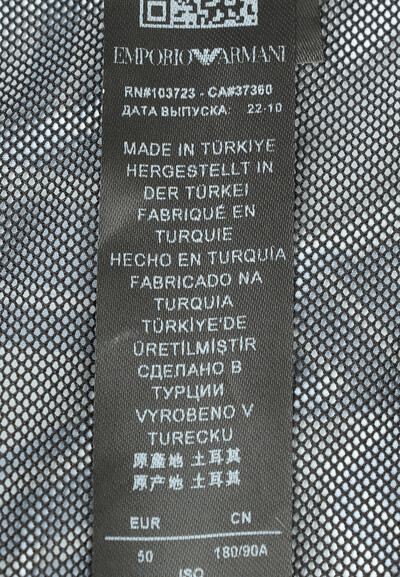 EMPORIO ARMANI
RN#103723 - CA#37360
ДАТА ВЫПУСКА: 22-10
MADE IN TÜRKIYE
HERGESTELLT IN
DER TÜRKEI
FABRIQUÉ EN
TURQUIE
HECHO EN TURQUÍA
FABRICADO NA
TURQUIA
TÜRKİYE'DE
ÜRETİLMİŞTİR
СДЕЛАНО В
ТУРЦИИ
VYROBENO V
TURECKU
原產地 土耳其
原产地 土耳其
EUR CN
50 180/90A
ISO